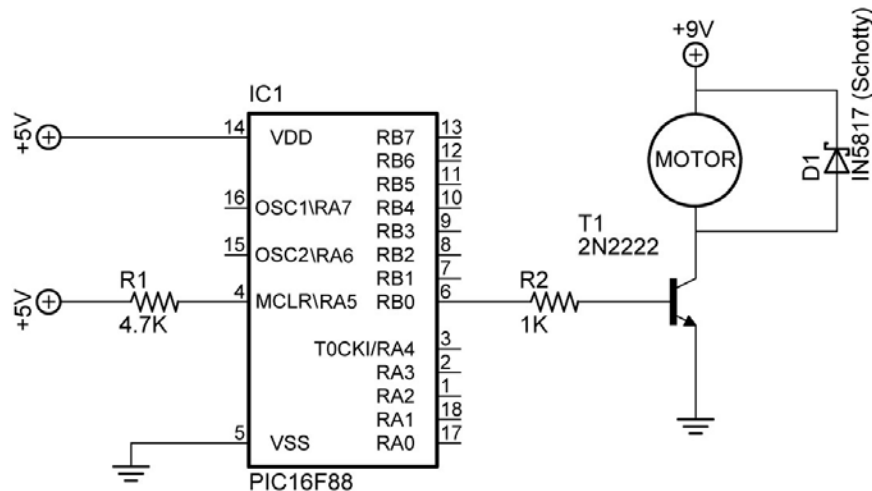 +9V
IN5817 (Schotty)
D1
MOTOR
T1
2N2222
IC1
+5V
14
VDD
RB7
13
RB6
12
RB5
11
16
OSC1\RA7
RB4
10
RB3
9
15
OSC2\RA6
RB2
8
RB1
7
+5V
R1
4.7K
4
MCLR\RA5
RB0
6
R2
1K
T0CKI/RA4
3
RA3
2
RA2
1
RA1
18
5
VSS
RA0
17
PIC16F88